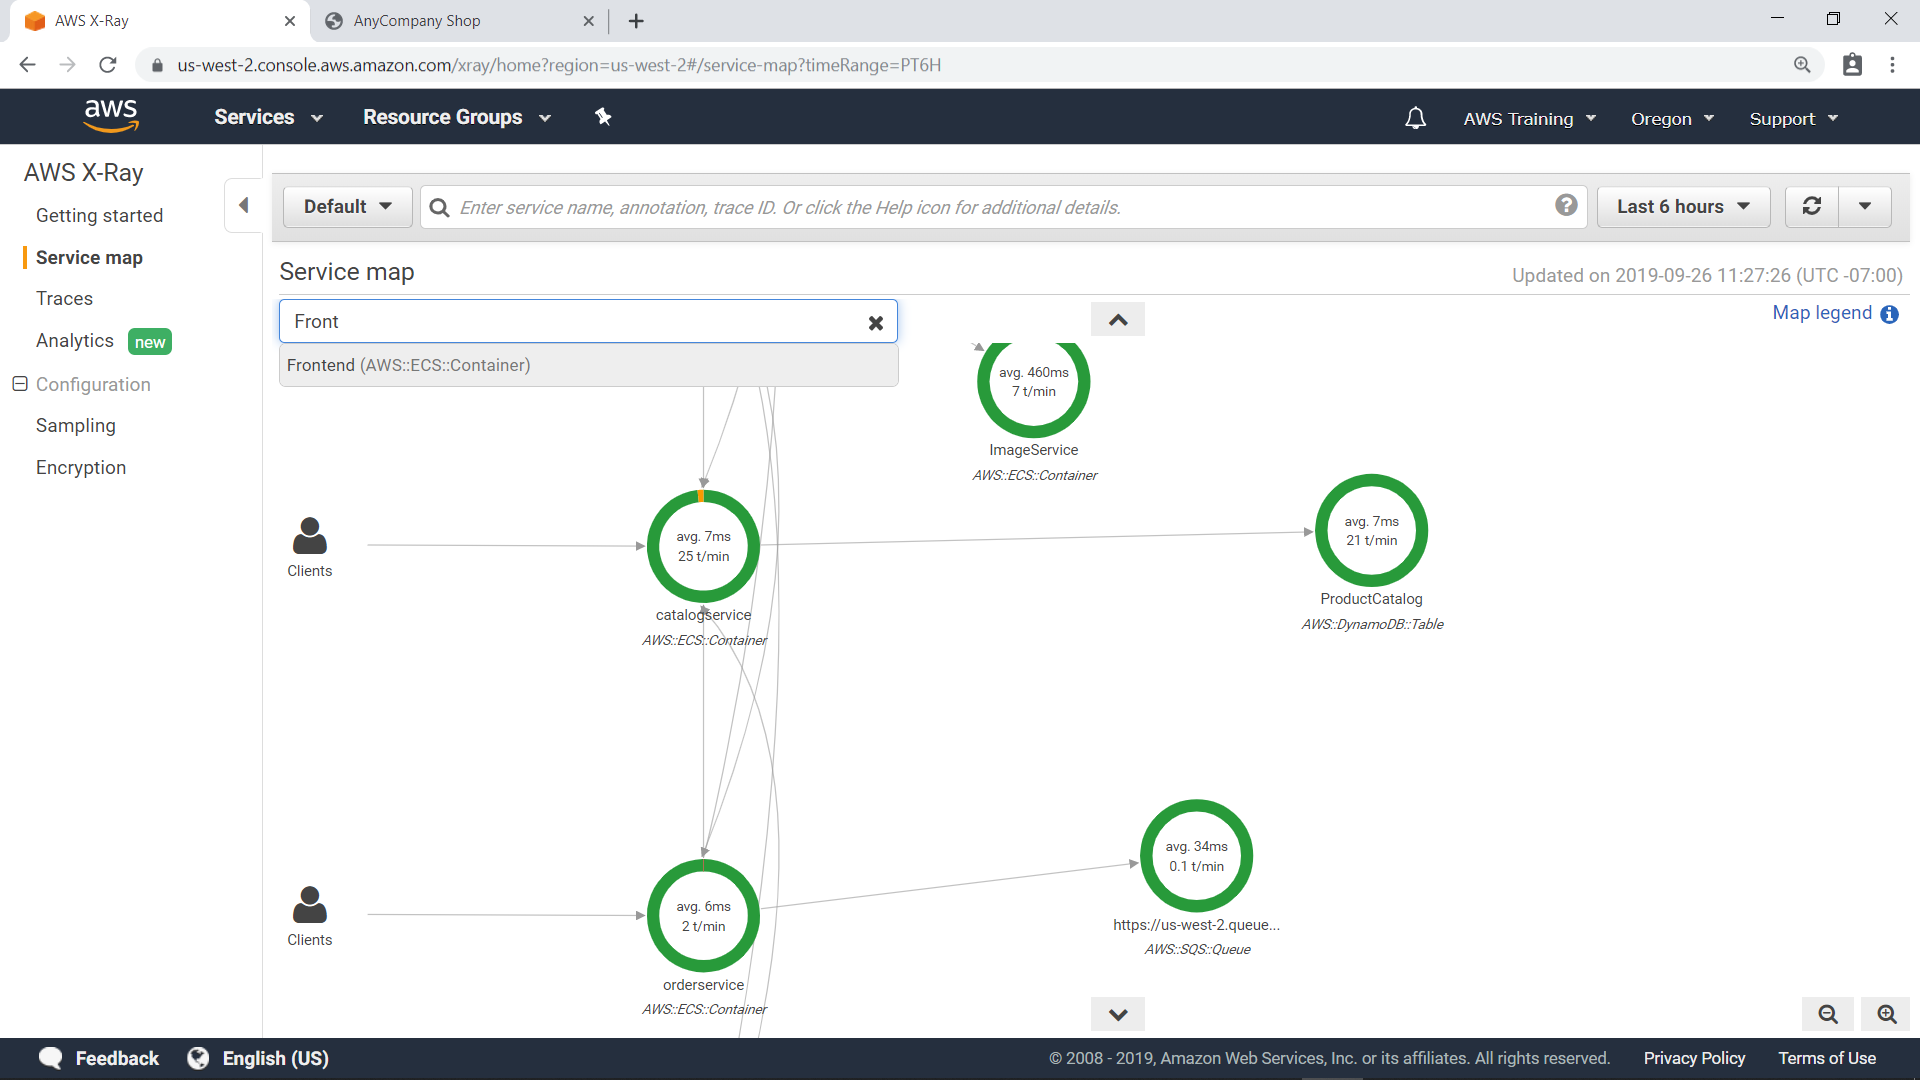 AWS X-Ray
AnyCompany Shop
us-west-2.console.aws.amazon.com/xray/home?region=us-west-2#/service-map?timeRange=PT6H
aws
Services
Resource Groups
AWS Training
Oregon
Support
AWS X-Ray
Getting started
Service map
Traces
Analytics new
Configuration
Sampling
Encryption
Default
Enter service name, annotation, trace ID. Or click the Help icon for additional details.
?
Last 6 hours
Service map
Updated on 2019-09-26 11:27:26 (UTC -07:00)
Front
Frontend (AWS::ECS::Container)
Map legend i
avg. 460ms
7 t/min
ImageService
AWS::ECS::Container
Clients
avg. 7ms
25 t/min
catalogservice
AWS::ECS::Container
avg. 7ms
21 t/min
ProductCatalog
AWS::DynamoDB::Table
Clients
avg. 6ms
2 t/min
orderservice
AWS::ECS::Container
avg. 34ms
0.1 t/min
https://us-west-2.queue...
AWS::SQS::Queue
Feedback
English (US)
© 2008 - 2019, Amazon Web Services, Inc. or its affiliates. All rights reserved.
Privacy Policy
Terms of Use